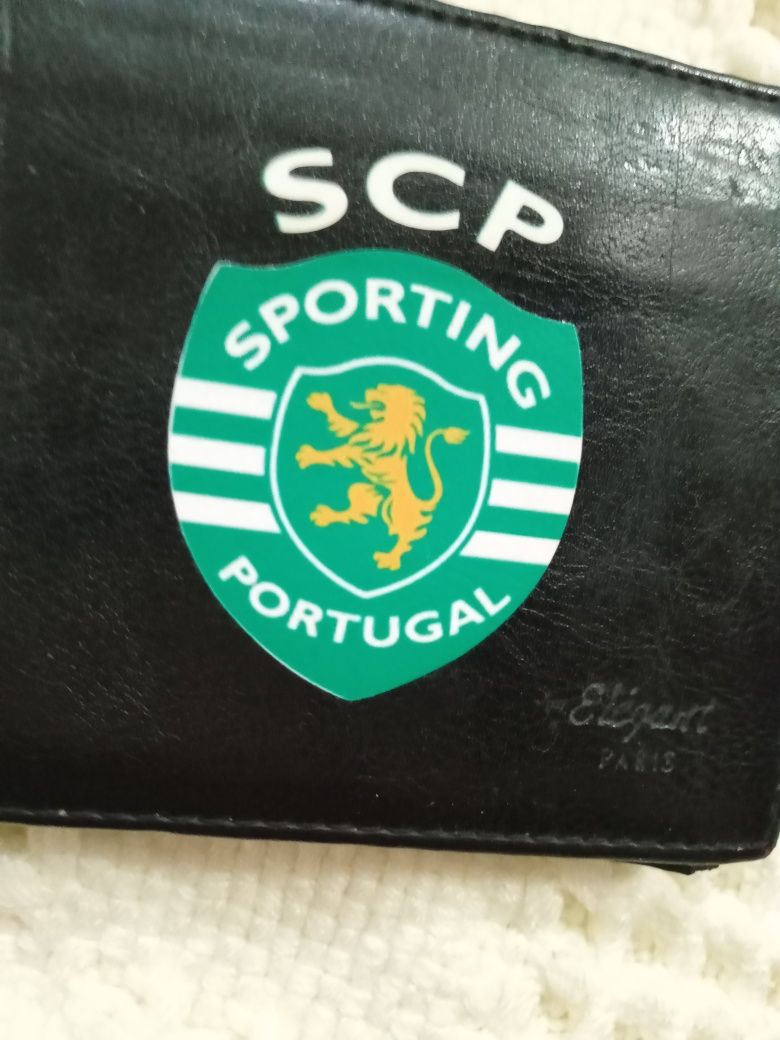 SCP
SPORTING
PORTUGAL
Elégant
PARIS